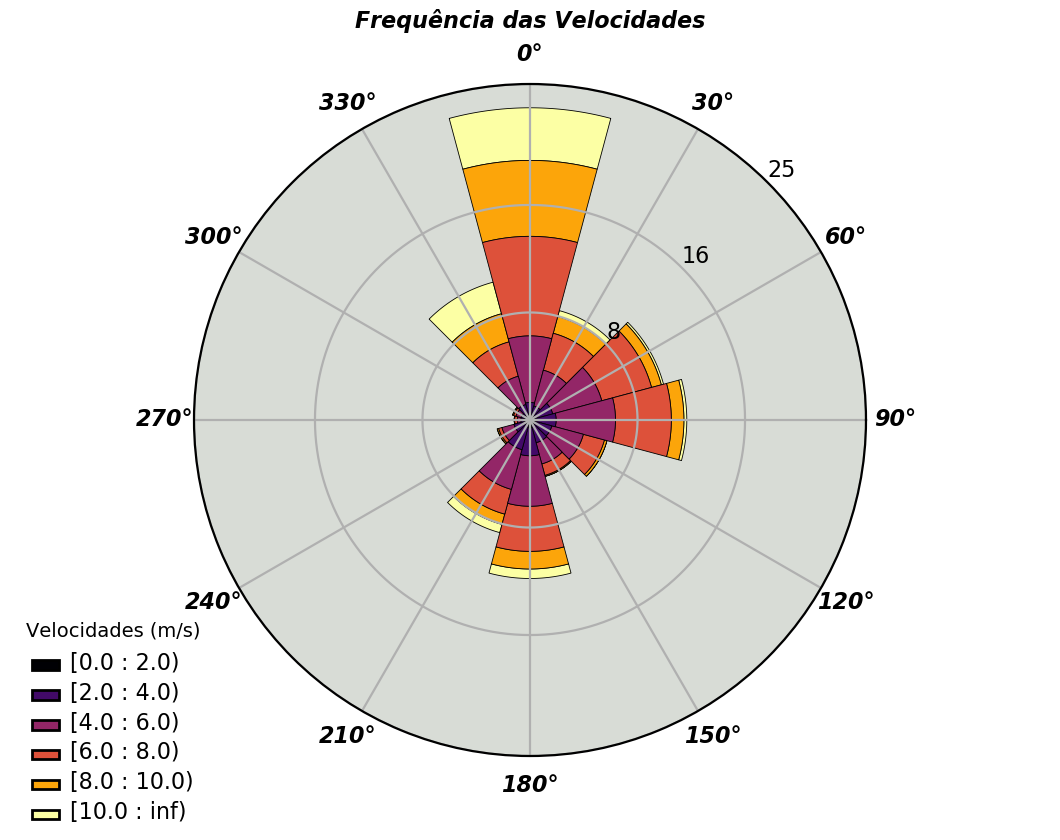 Frequência das Velocidades
0°
330°
30°
25
300°
60°
16
8
270°
90°
240°
120°
Velocidades (m/s)
[0.0 : 2.0)
[2.0 : 4.0)
[4.0 : 6.0)
210°
150°
[6.0 : 8.0)
180°
[8.0 : 10.0)
[10.0 : inf)